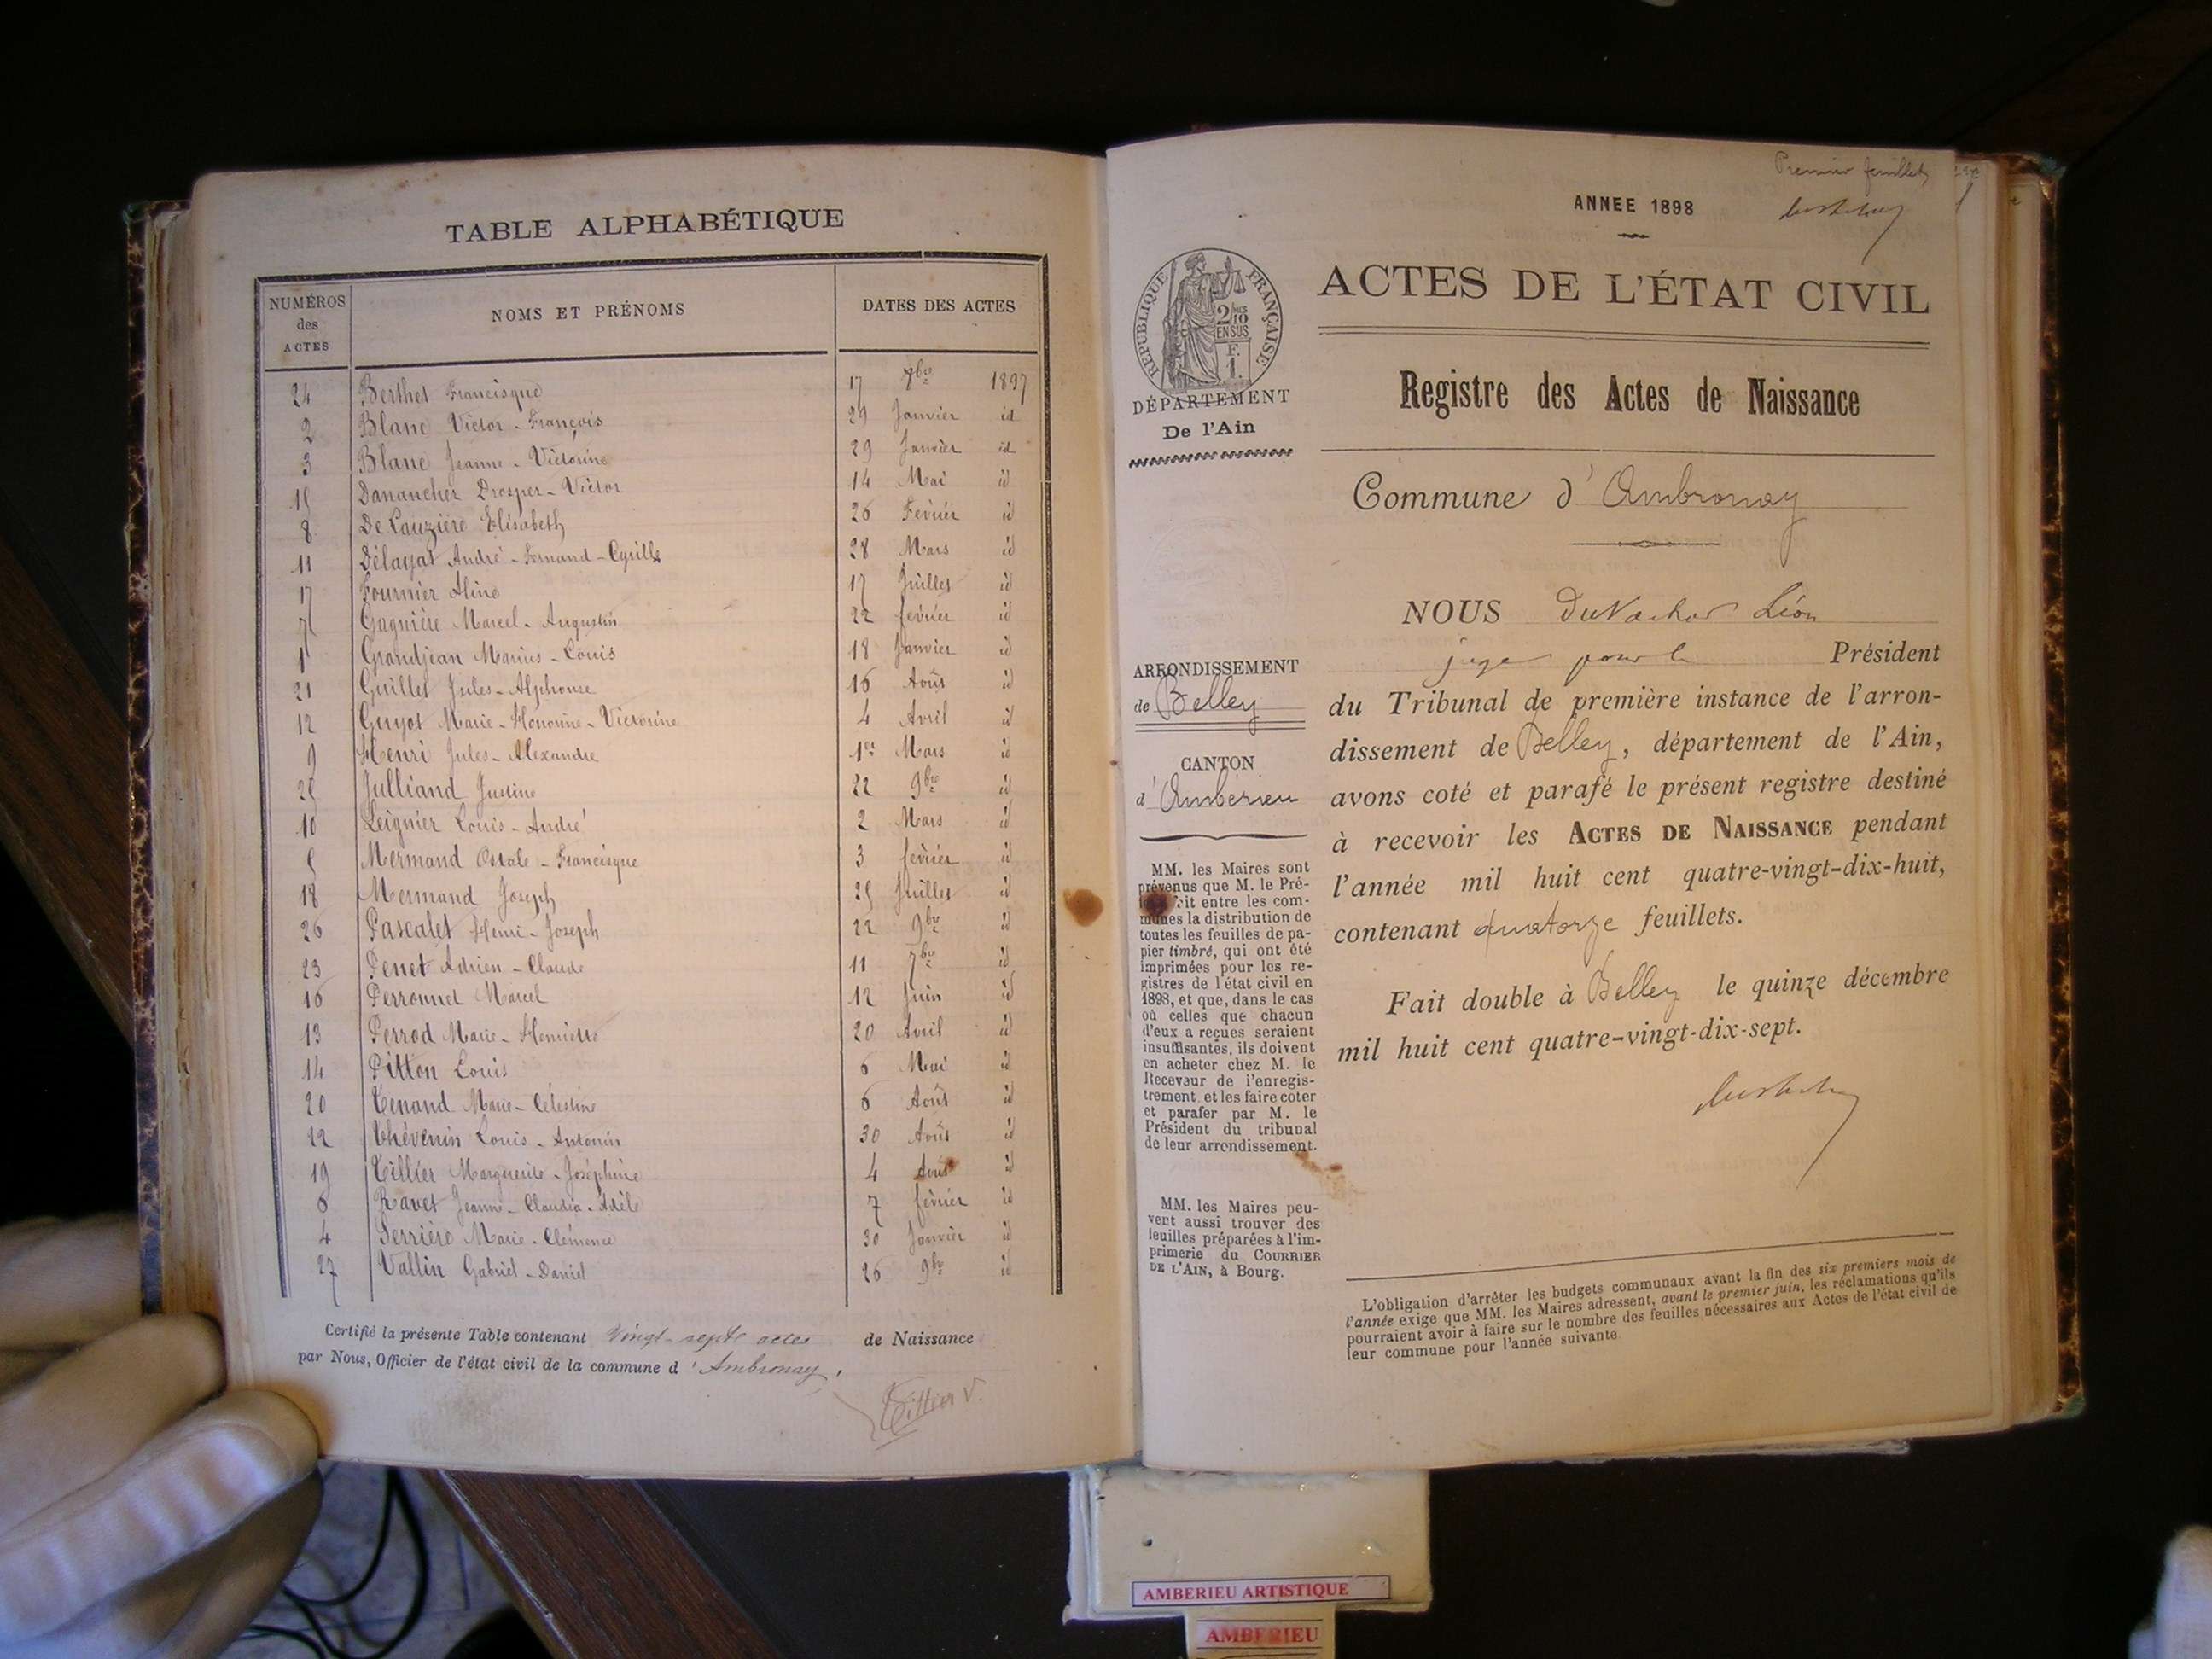 TABLE ALPHABÉTIQUE
NUMÉROS des ACTES NOMS ET PRÉNOMS DATES DES ACTES
24 Berthet Francisque 17 7bre 1897
2 Blanc Victor - François 29 Janvier id
3 Blanc Jeanne - Victorine 29 Janvier id
15 Danancher Prosper - Victor 14 Mai id
8 De Lauzière Elisabeth 26 Février id
11 Délayat André - Fernand - Cyrille 28 Mars id
17 Fournier Aline 17 Juillet id
7 Gagnière Marcel - Augustin 22 février id
1 Grandjean Marius - Louis 18 Janvier id
21 Guillet Jules - Alphonse 16 Août id
12 Guyot Marie - Honorine - Victorine 4 Avril id
9 Henri Jules - Alexandre 1er Mars id
25 Julliand Justine 22 9bre id
10 Leignier Louis - André 2 Mars id
5 Mermand - Francisque 3 février id
18 Mermand Joseph 25 Juillet id
26 Pascalet Henri - Joseph 22 9bre id
23 Penet Adrien - Claude 11 7bre id
16 Perronnet Marcel 12 Juin id
13 Perrod Marie - Henriette 20 Avril id
14 Pitton Louis 6 Mai id
20 Tenand Marie - Célestine 6 Août id
22 Thévenin Louis - Antonin 30 Août id
19 Tillier Marguerite - Joséphine 4 Août id
6 Ravet Jeanne - Claudia - Adèle 7 février id
4 Serrière Marie - Clémence 30 Janvier id
27 Vallin Gabriel - Daniel 26 9bre id
Certifié la présente Table contenant vingt-sept actes de Naissance
par Nous, Officier de l'état civil de la commune d'Ambronay.
Tillier V.
Premier feuillet
ANNEE 1898
ACTES DE L'ÉTAT CIVIL
RÉPUBLIQUE FRANÇAISE
2/10 EN SUS
F. 1.
DÉPARTEMENT
De l'Ain
Registre des Actes de Naissance
Commune d'Ambronay
NOUS Duvachat Léon
juge pour le Président
du Tribunal de première instance de l'arron-
dissement de Belley, département de l'Ain,
avons coté et parafé le présent registre destiné
à recevoir les ACTES DE NAISSANCE pendant
l'année mil huit cent quatre-vingt-dix-huit,
contenant quatorze feuillets.
Fait double à Belley le quinze décembre
mil huit cent quatre-vingt-dix-sept.
ARRONDISSEMENT
de Belley
CANTON
d'Ambérieu
MM. les Maires sont
prévenus que M. le Pré-
fet fait entre les com-
munes la distribution de
toutes les feuilles de pa-
pier timbré, qui ont été
imprimées pour les re-
gistres de l'état civil en
1898, et que, dans le cas
où celles que chacun
d'eux a reçues seraient
insuffisantes, ils doivent
en acheter chez M. le
Receveur de l'enregis-
trement, et les faire coter
et parafer par M. le
Président du tribunal
de leur arrondissement.
MM. les Maires peu-
vent aussi trouver des
feuilles préparées à l'im-
primerie du COURRIER
DE L'AIN, à Bourg.
L'obligation d'arrêter les budgets communaux avant la fin des six premiers mois de
l'année exige que MM. les Maires adressent, avant le premier juin, les réclamations qu'ils
pourraient avoir à faire sur le nombre des feuilles nécessaires aux Actes de l'état civil de
leur commune pour l'année suivante.
AMBERIEU ARTISTIQUE
AMBERIEU